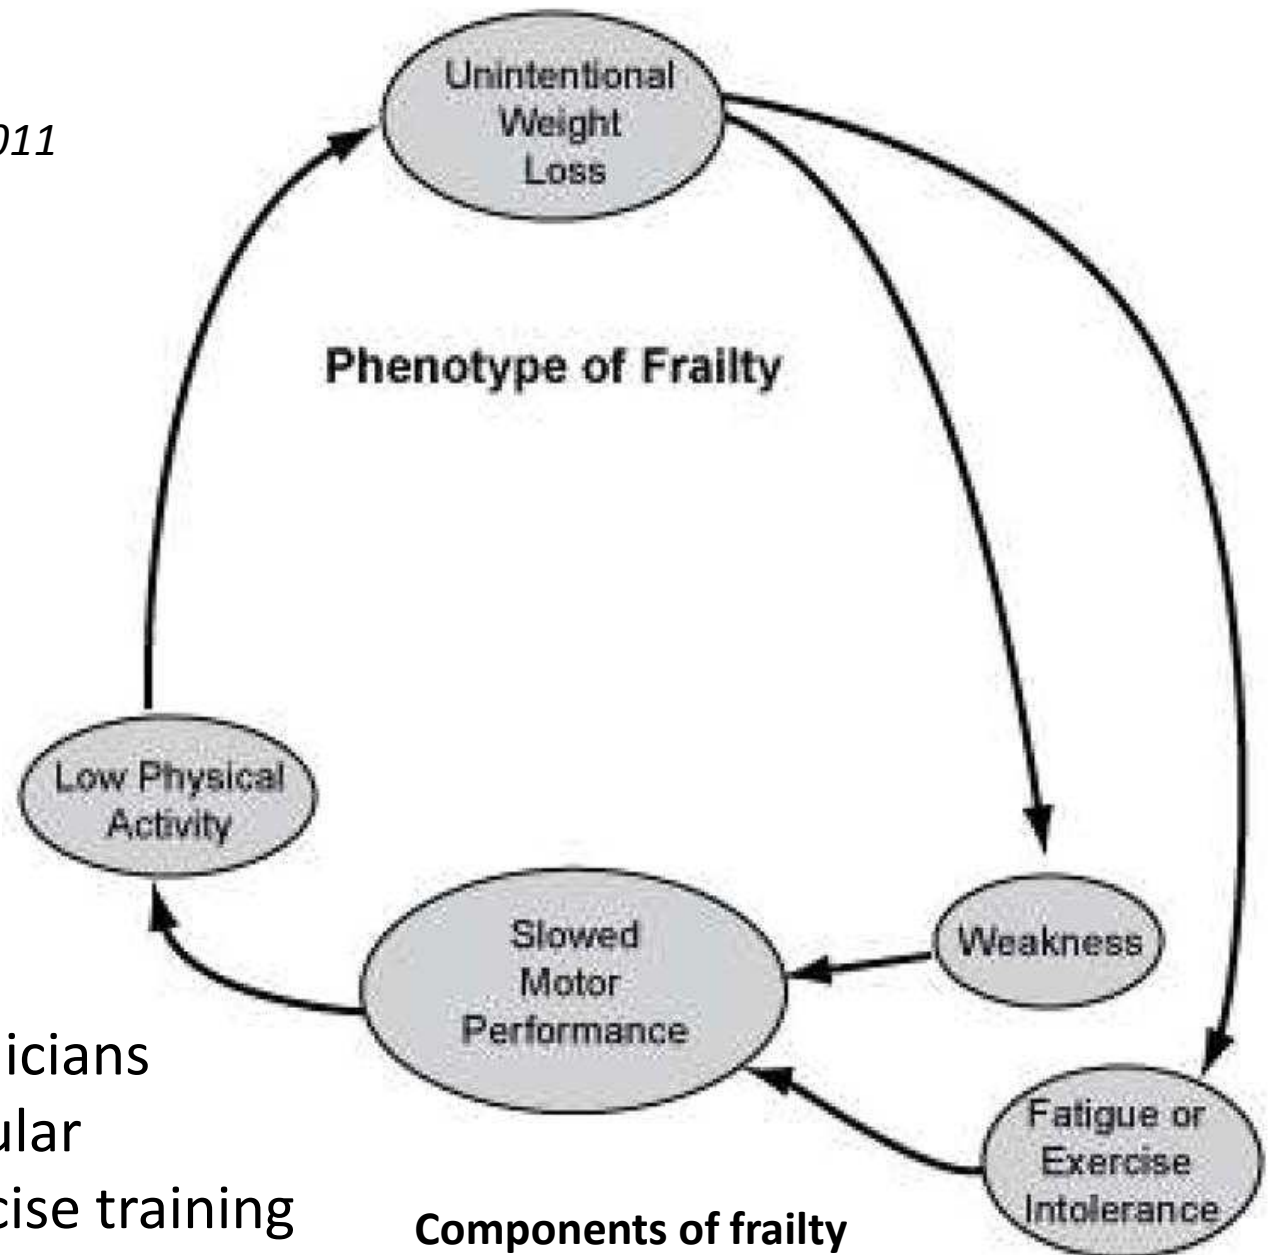 011
Unintentional
Weight
Loss
Phenotype of Frailty
Low Physical
Activity
Slowed
Motor
Performance
Weakness
Fatigue or
Exercise
Intolerance
icians
ular
cise training
Components of frailty